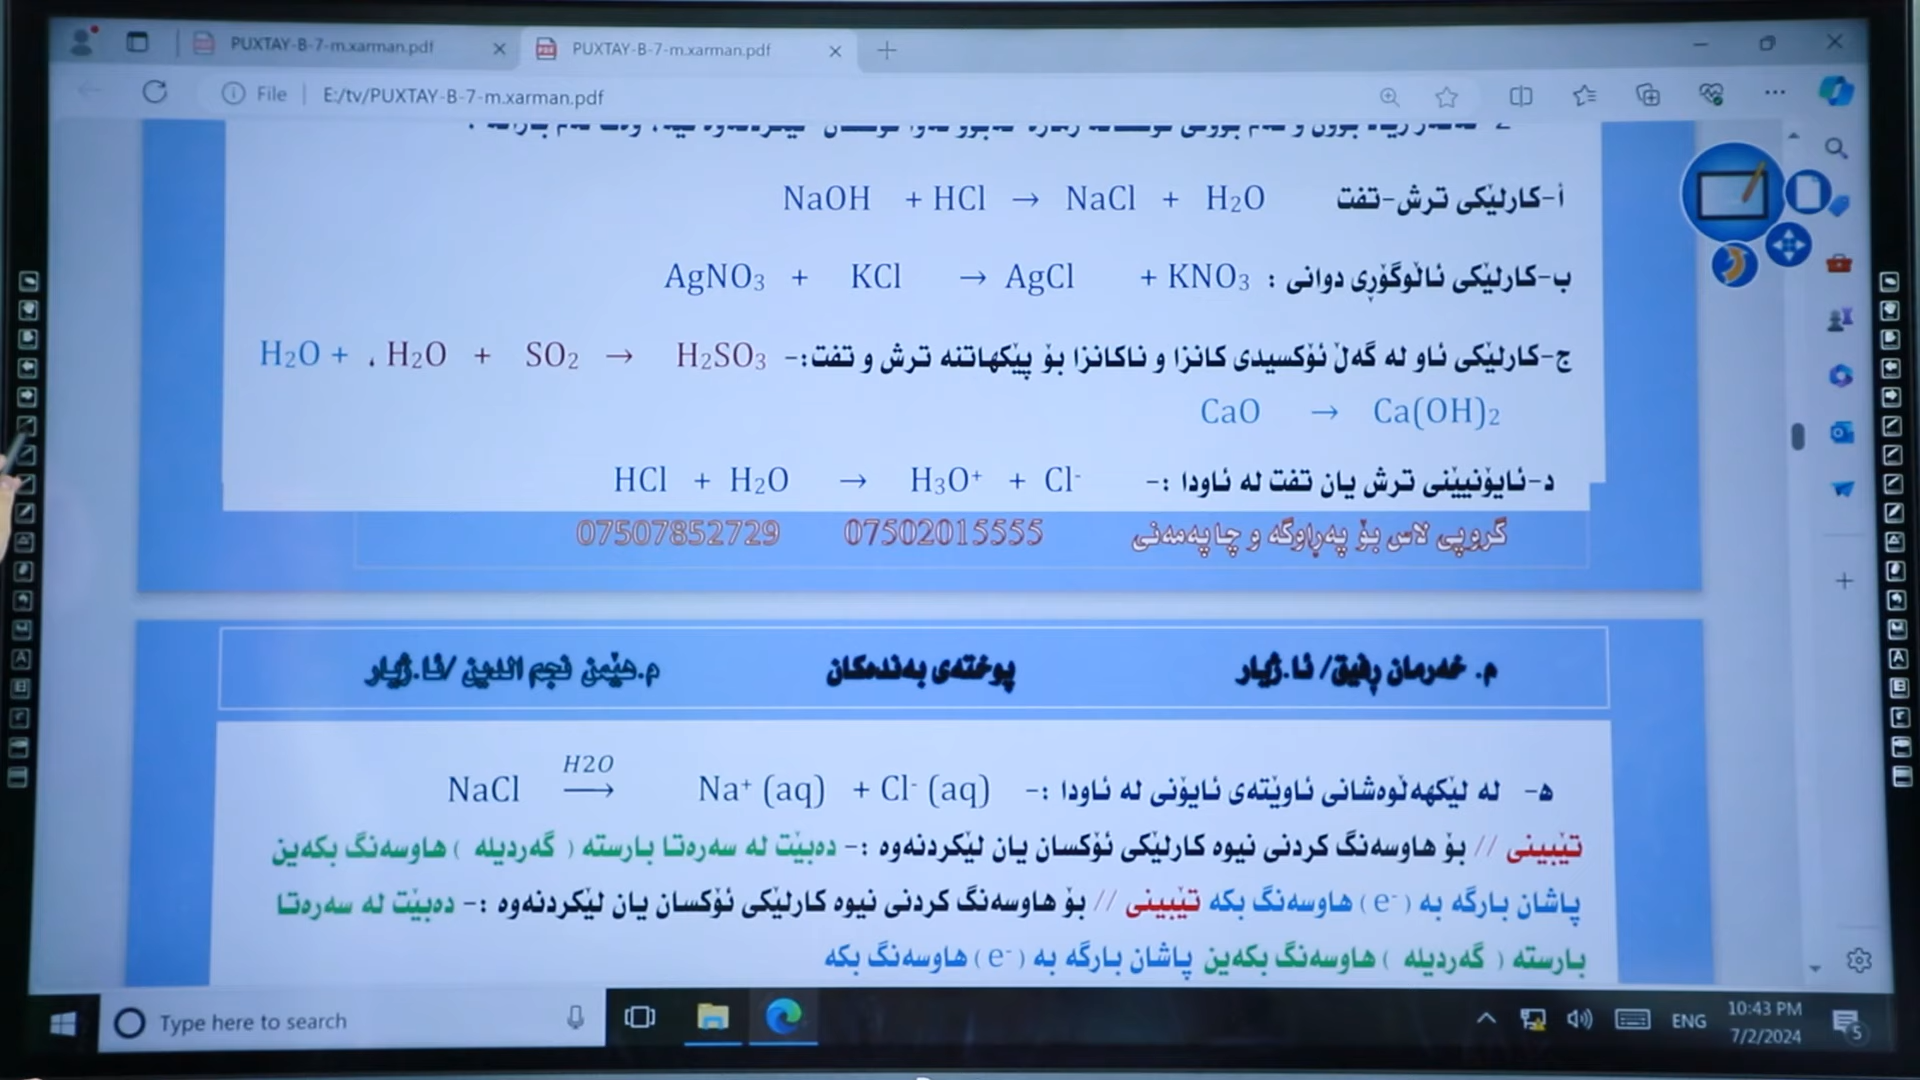 PUXTAY-B-7-m.xarman.pdf
PUXTAY-B-7-m.xarman.pdf
File E:/tv/PUXTAY-B-7-m.xarman.pdf
أ-کارلێکی ترش-تفت NaOH + HCl → NaCl + H2O
ب-کارلێکی ئاڵوگۆڕی دوانی : AgNO3 + KCl → AgCl + KNO3
ج-کارلێکی ئاو لە گەڵ ئۆکسیدی کانزا و ناکانزا بۆ پێکهاتنە ترش و تفت:- H2O + SO2 → H2SO3 ، H2O +
CaO → Ca(OH)2
د-ئایۆنیێنی ترش یان تفت لە ئاودا :- HCl + H2O → H3O+ + Cl-
گروپی لاس بۆ پەڕاوگە و چاپەمەنی 07502015555 07507852729
م. خەرمان ڕفیق/ ئا.ژیار پوختەی بەندەکان م.هێمن نجم الدین /ئا.ژیار
ه- لە لێکهەڵوەشانی ئاوێتەی ئایۆنی لە ئاودا :- NaCl H2O → Na+ (aq) + Cl- (aq)
تێبینی // بۆ هاوسەنگ کردنی نیوە کارلێکی ئۆکسان یان لێکردنەوە :- دەبێت لە سەرەتا بارستە ( گەردیلە ) هاوسەنگ بکەین
پاشان بارگە بە ( e- ) هاوسەنگ بکە تێبینی // بۆ هاوسەنگ کردنی نیوە کارلێکی ئۆکسان یان لێکردنەوە :- دەبێت لە سەرەتا
بارستە ( گەردیلە ) هاوسەنگ بکەین پاشان بارگە بە ( e- ) هاوسەنگ بکە
Type here to search
ENG
10:43 PM
7/2/2024
5